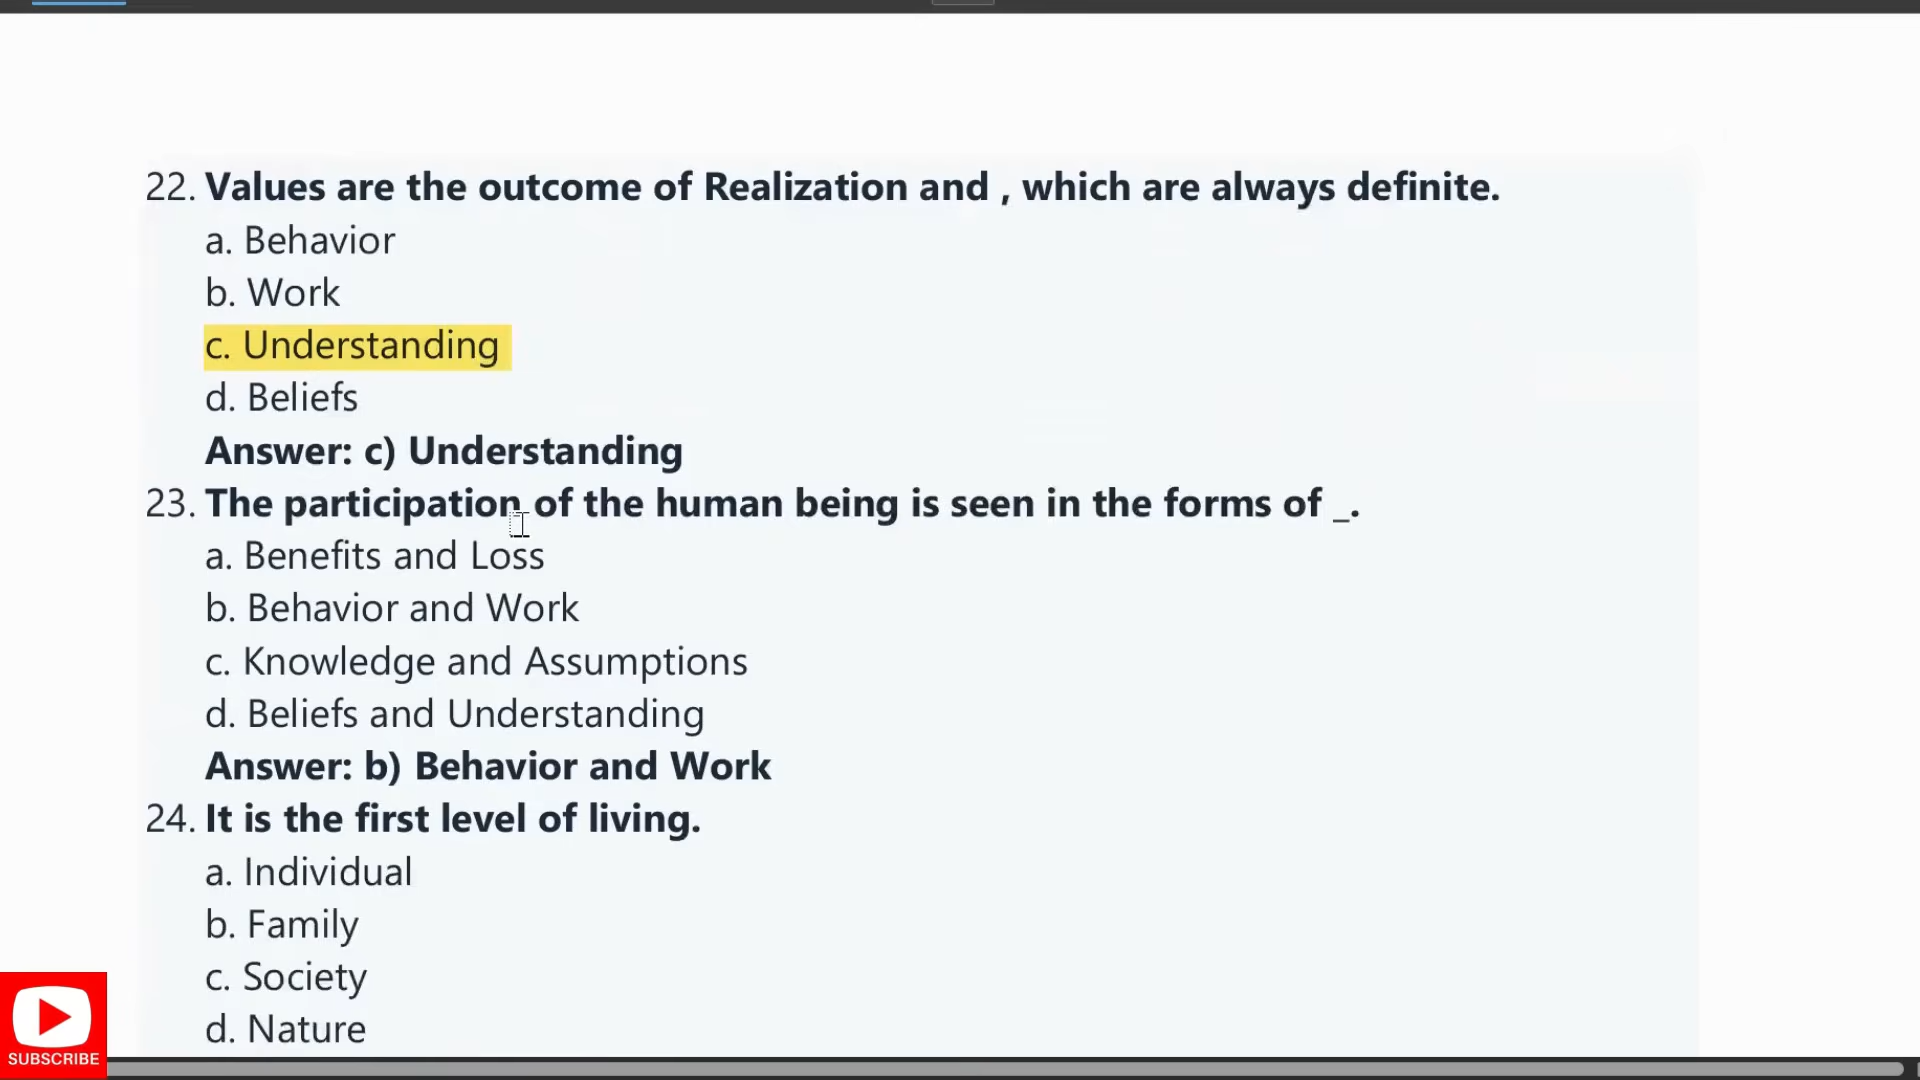 22. Values are the outcome of Realization and , which are always definite.
a. Behavior
b. Work
c. Understanding
d. Beliefs
Answer: c) Understanding
23. The participation of the human being is seen in the forms of _.
a. Benefits and Loss
b. Behavior and Work
c. Knowledge and Assumptions
d. Beliefs and Understanding
Answer: b) Behavior and Work
24. It is the first level of living.
a. Individual
b. Family
c. Society
d. Nature
SUBSCRIBE